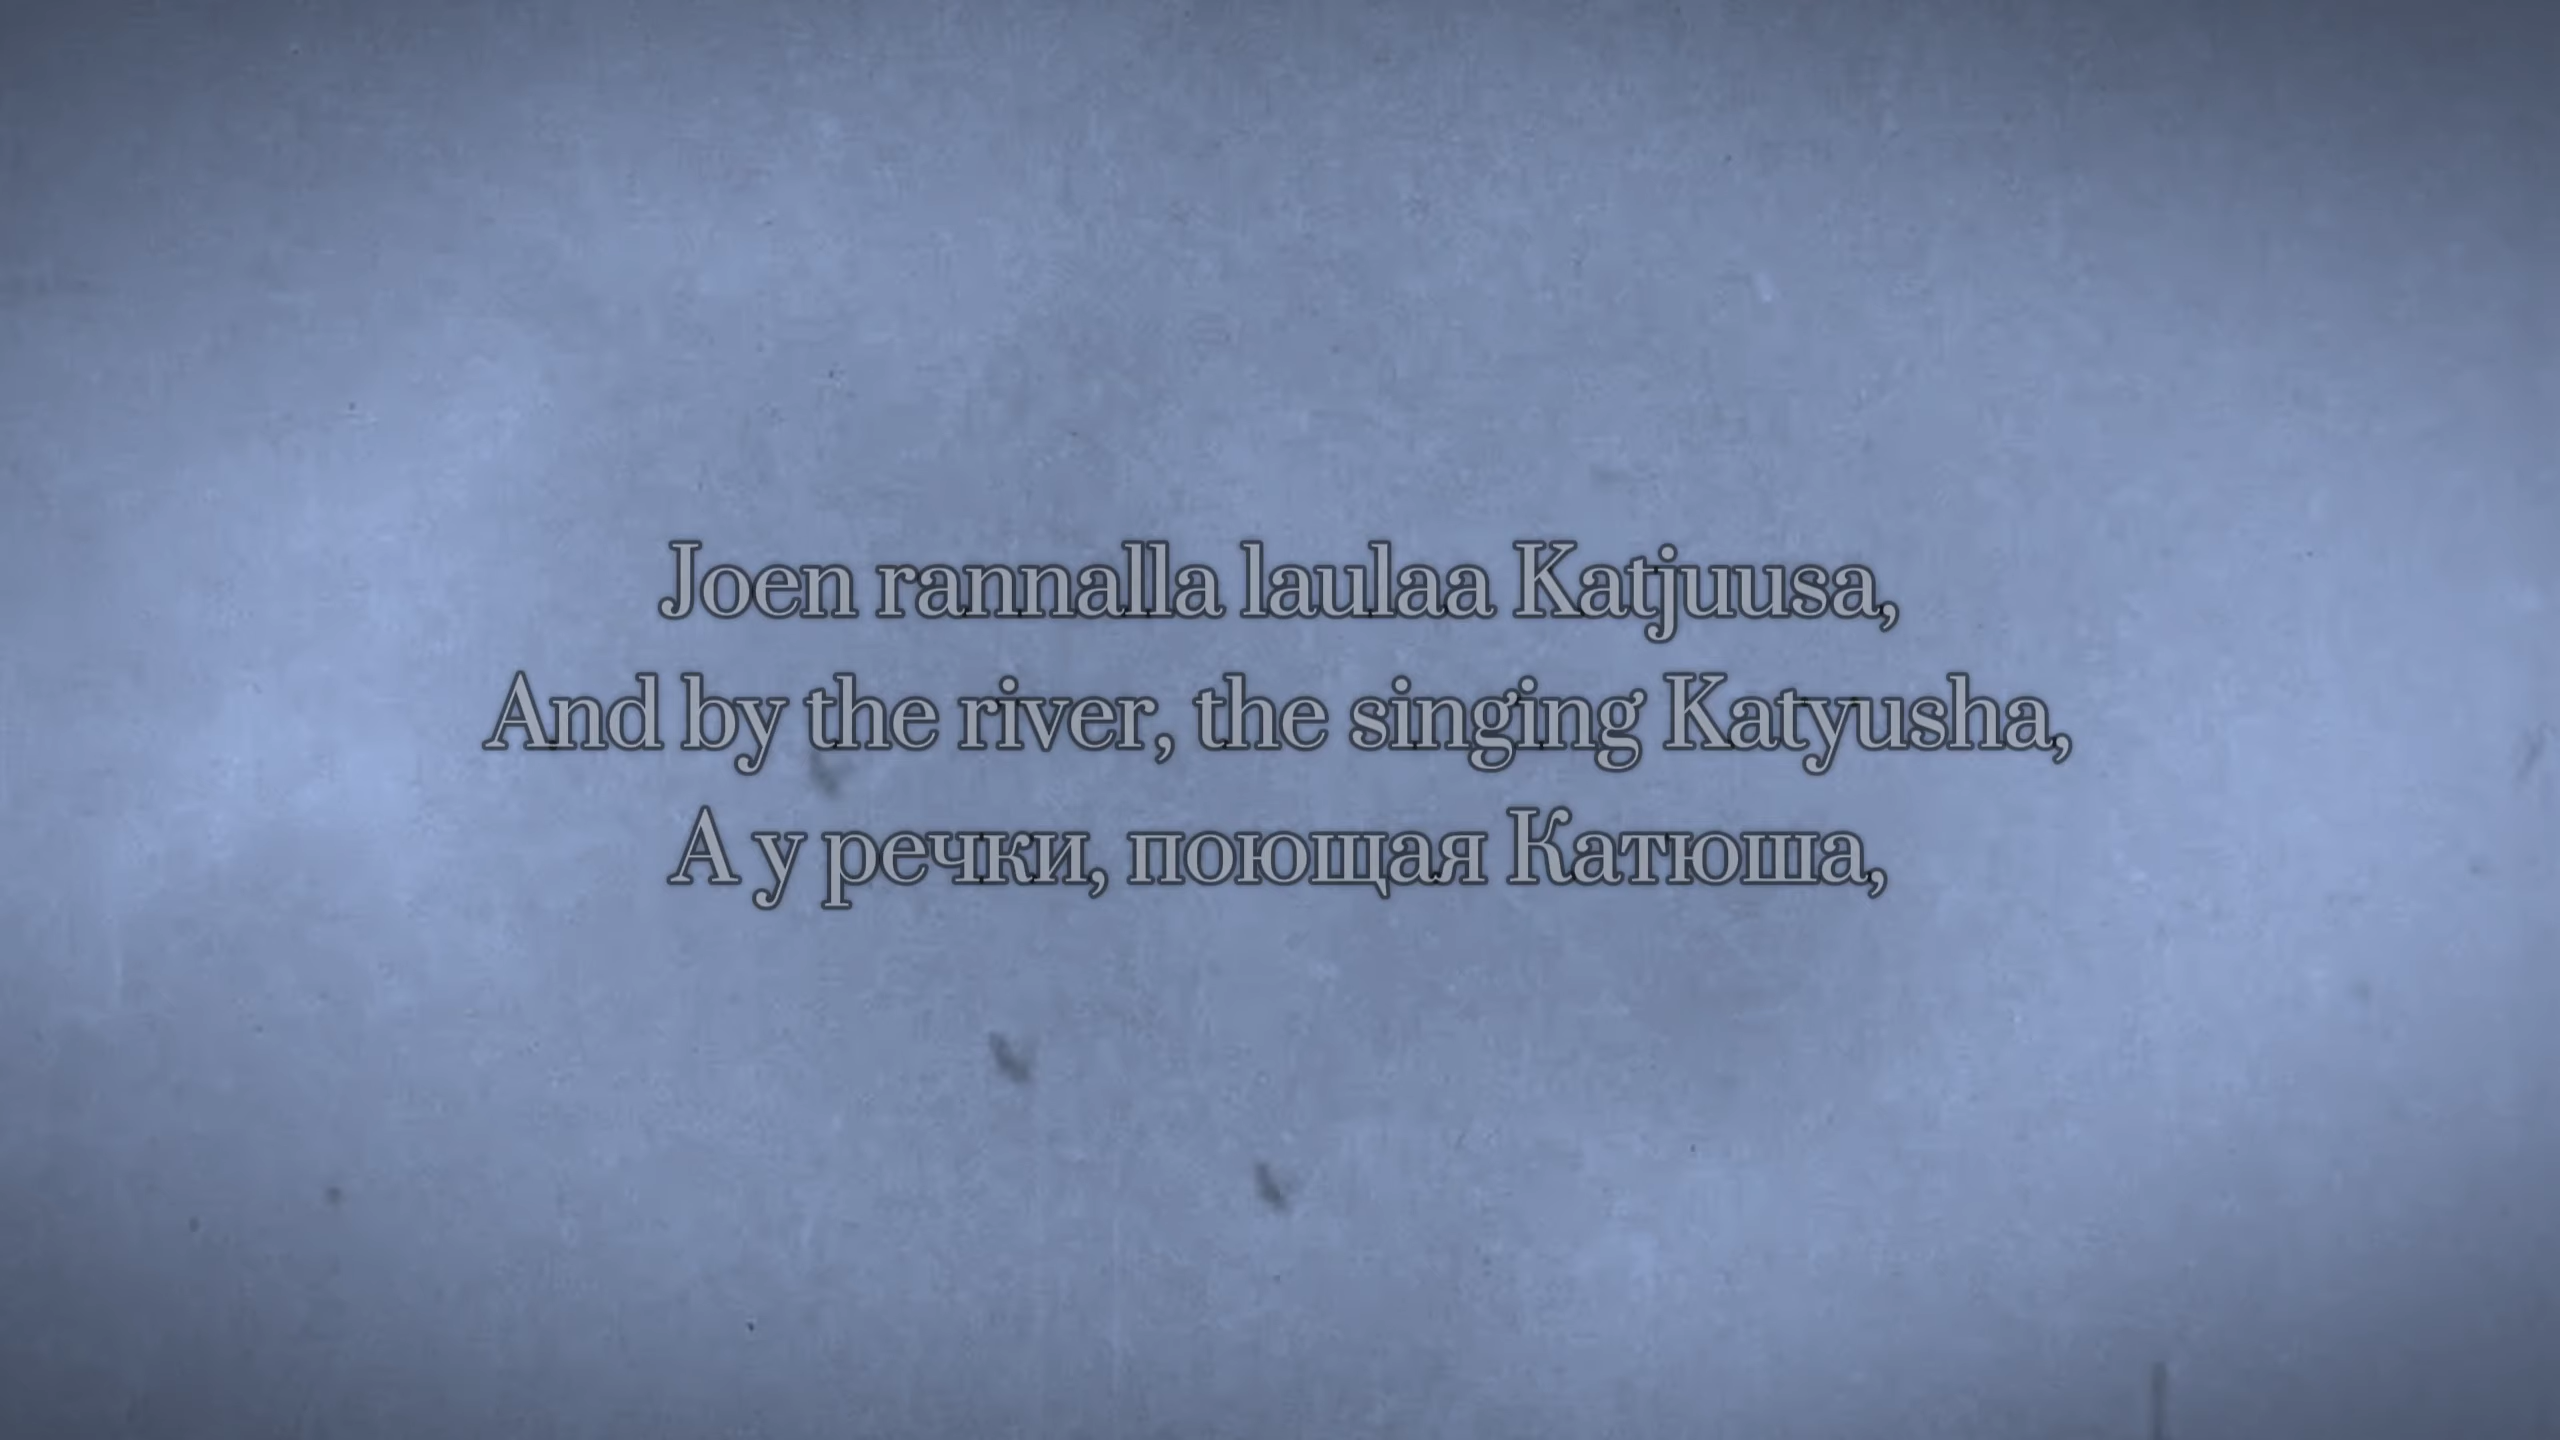 Joen rannalla laulaa Katjuusa,
And by the river, the singing Katyusha,
А у речки, поющая Катюша,